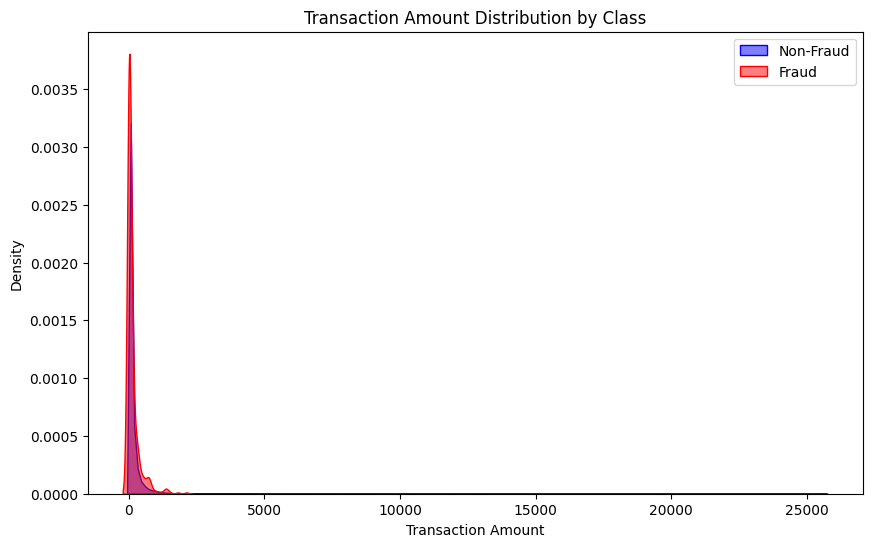 Transaction Amount Distribution by Class
Non-Fraud
Fraud
0.0035
0.0030
0.0025
0.0020
0.0015
0.0010
0.0005
0.0000
Density
0 5000 10000 15000 20000 25000
Transaction Amount